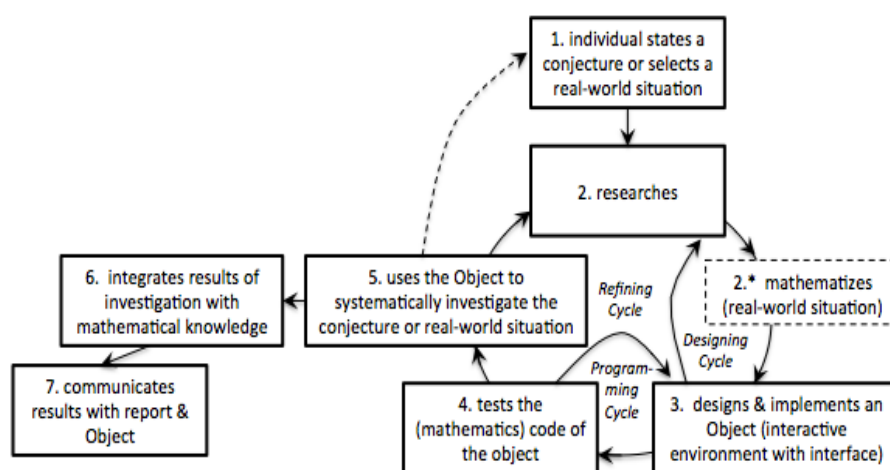 1. individual states a
conjecture or selects a
real-world situation
2. researches
6. integrates results of
investigation with
mathematical knowledge
5. uses the Object to
systematically investigate the
conjecture or real-world situation
Refining
Cycle
2.* mathematizes
(real-world situation)
Designing
Cycle
Program-
ming
Cycle
7. communicates
results with report &
Object
4. tests the
(mathematics) code of
the object
3. designs & implements an
Object (interactive
environment with interface)